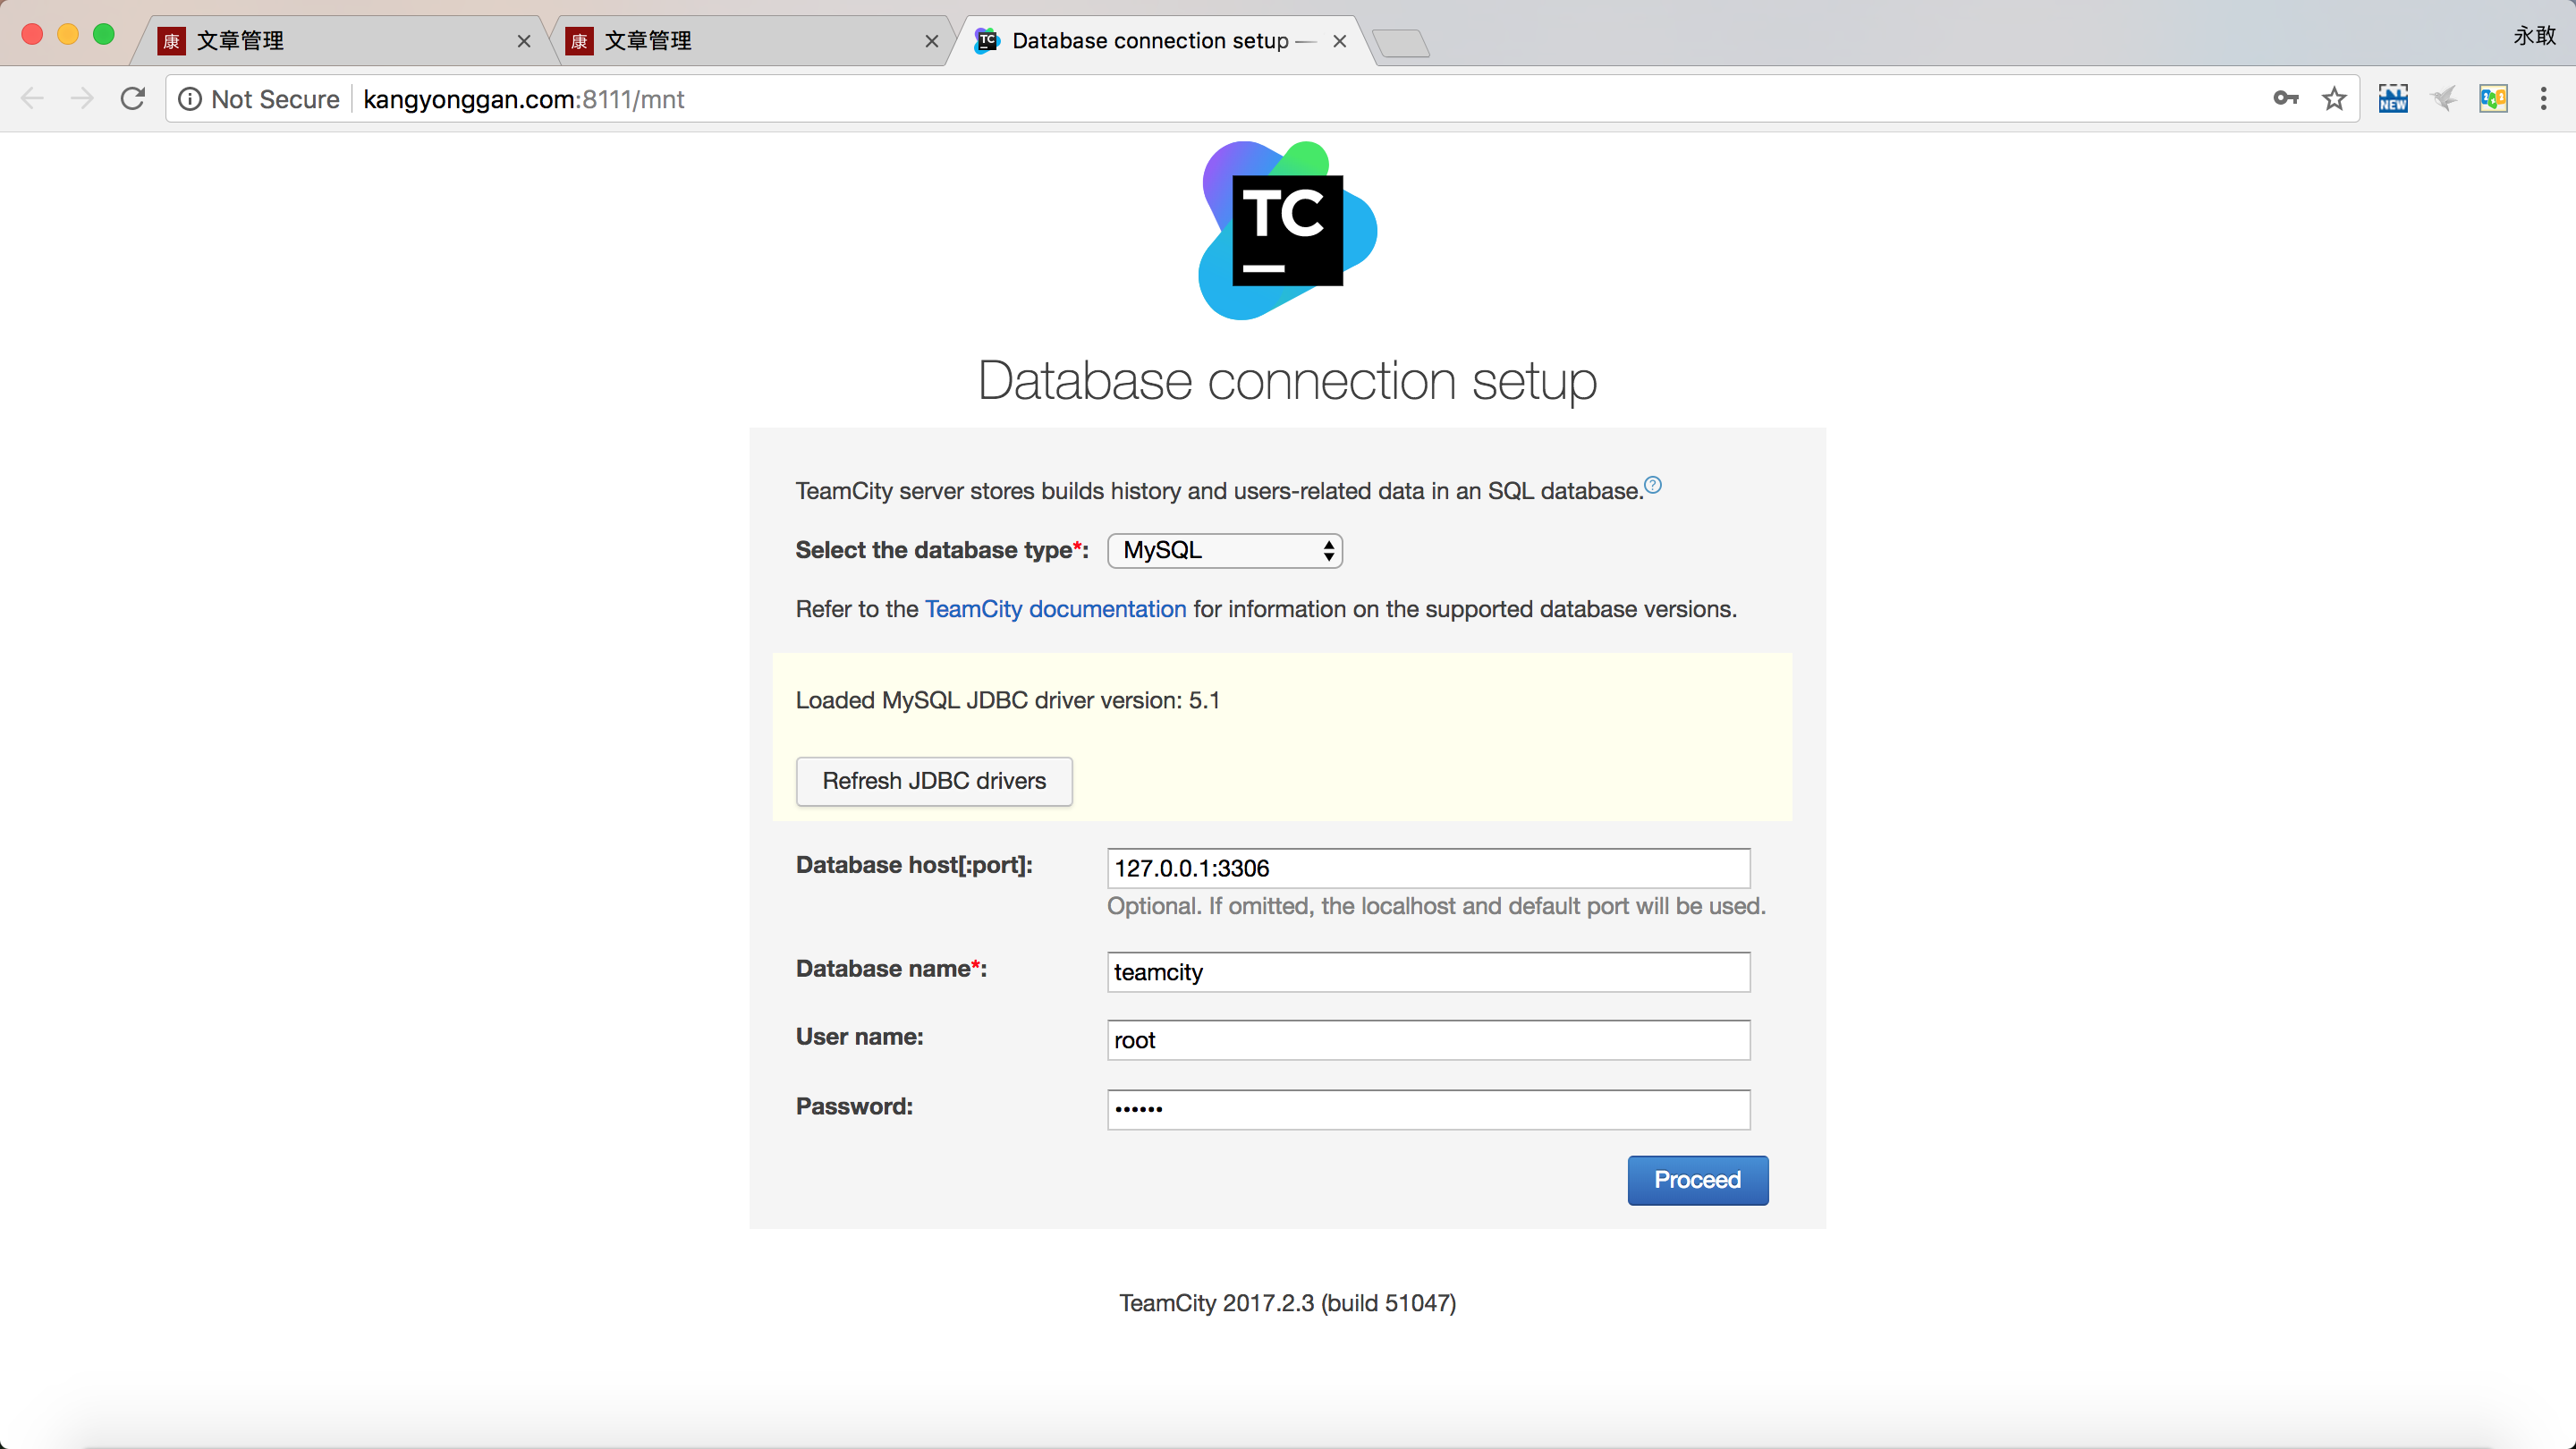 康 文章管理
康 文章管理
TC Database connection setup —
永敢
Not Secure kangyonggan.com:8111/mnt
NEW
TC
Database connection setup
TeamCity server stores builds history and users-related data in an SQL database.?
Select the database type*: MySQL
Refer to the TeamCity documentation for information on the supported database versions.
Loaded MySQL JDBC driver version: 5.1
Refresh JDBC drivers
Database host[:port]: 127.0.0.1:3306
Optional. If omitted, the localhost and default port will be used.
Database name*: teamcity
User name: root
Password: ••••••
Proceed
TeamCity 2017.2.3 (build 51047)